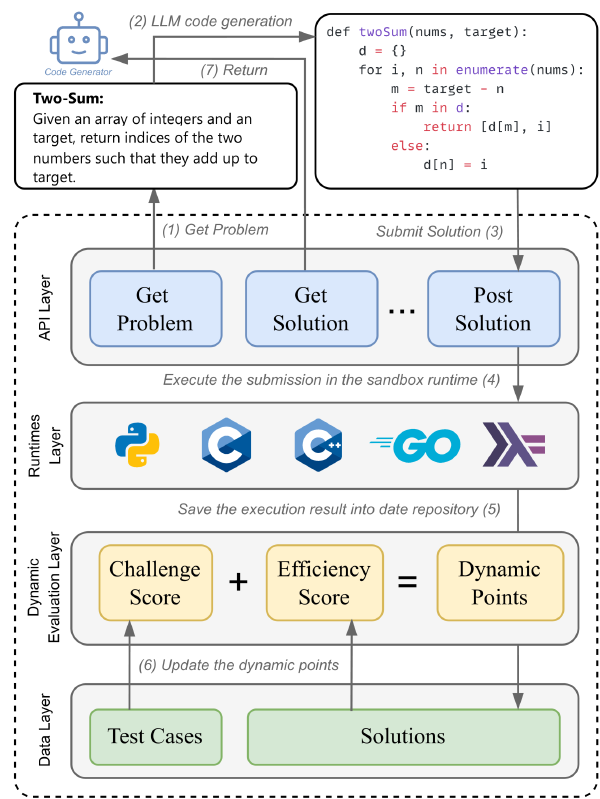 (2) LLM code generation
Code Generator
(7) Return
def twoSum(nums, target):
    d = {}
    for i, n in enumerate(nums):
        m = target - n
        if m in d:
            return [d[m], i]
        else:
            d[n] = i
Two-Sum:
Given an array of integers and an
target, return indices of the two
numbers such that they add up to
target.
(1) Get Problem
Submit Solution (3)
API Layer
Get
Problem
Get
Solution
...
Post
Solution
Execute the submission in the sandbox runtime (4)
Runtimes
Layer
C
C++
GO
Save the execution result into date repository (5)
Dynamic
Evaluation Layer
Challenge
Score
+
Efficiency
Score
=
Dynamic
Points
(6) Update the dynamic points
Data Layer
Test Cases
Solutions